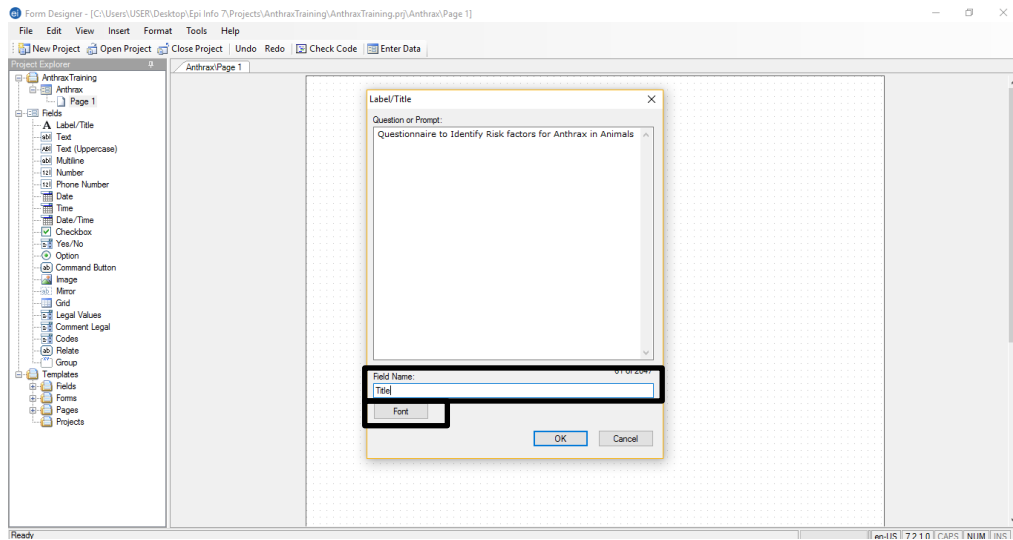 Form Designer - [C:\Users\USER\Desktop\Epi Info 7\Projects\AnthraxTraining\AnthraxTraining.prj\Anthrax\Page 1]
File Edit View Insert Format Tools Help
New Project Open Project Close Project Undo Redo Check Code Enter Data
Project Explorer
Anthrax\Page 1
AnthraxTraining
Anthrax
Page 1
Fields
A Label/Title
Text
Text (Uppercase)
Multiline
Number
Phone Number
Date
Time
Date/Time
Checkbox
Yes/No
Option
Command Button
Image
Mirror
Grid
Legal Values
Comment Legal
Codes
Relate
Group
Templates
Fields
Forms
Pages
Projects
Label/Title
Question or Prompt:
Questionnaire to Identify Risk factors for Anthrax in Animals
Field Name:
Title
Font
OK Cancel
Ready
en-US 7.2.1.0 CAPS NUM INS